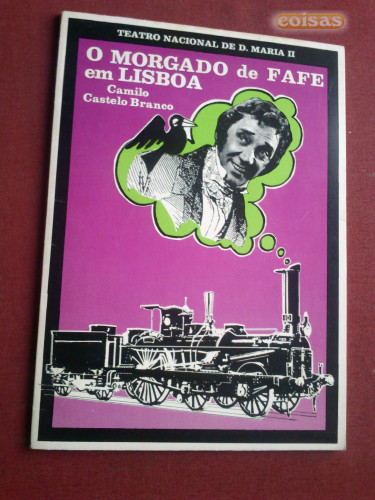 coisas
TEATRO NACIONAL DE D. MARIA II
O MORGADO de FAFE
em LISBOA
Camilo
Castelo Branco